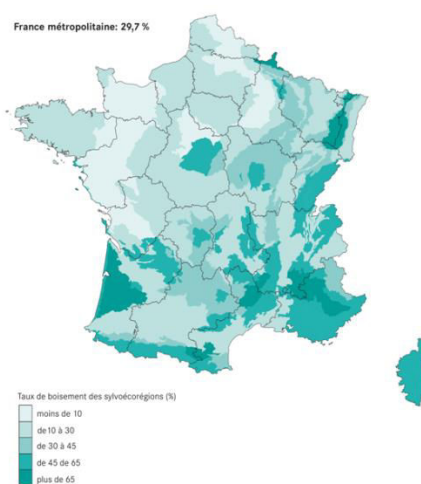 France métropolitaine: 29,7 %
Taux de boisement des sylvoécorégions (%)
moins de 10
de10 à 30
de 30 à 45
de 45 de 65
plus de 65